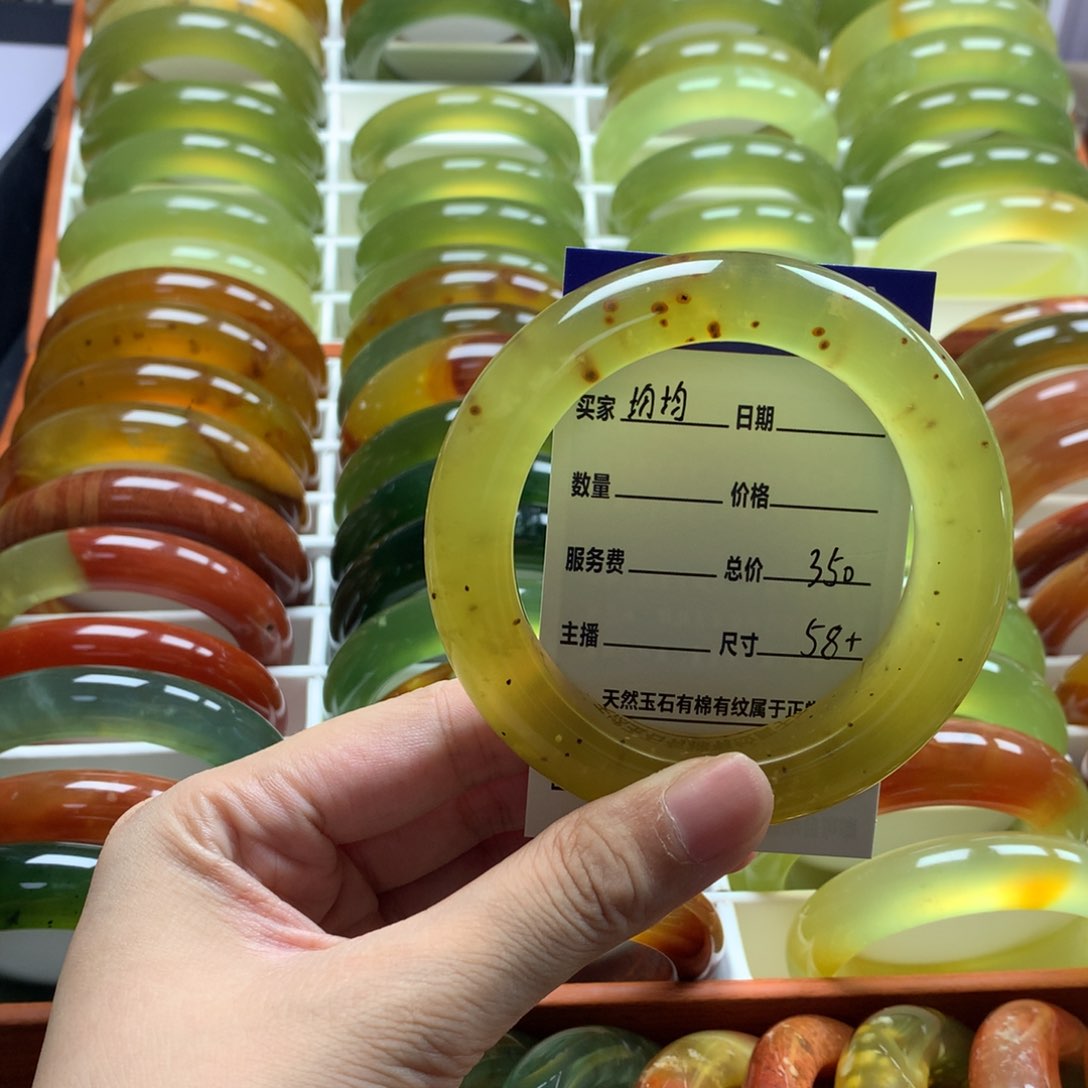 买家 均均 日期
数量 价格
服务费 总价 350
主播 尺寸 58+
天然玉石有棉有纹属于正